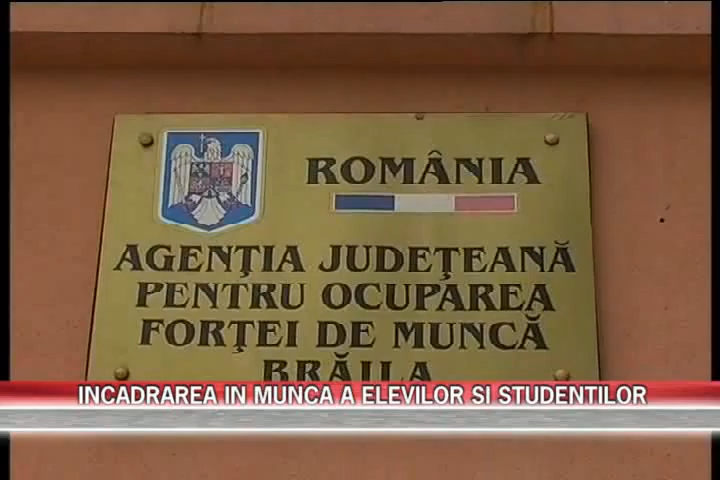 ROMÂNIA
AGENŢIA JUDEŢEANĂ
PENTRU OCUPAREA
FORŢEI DE MUNCĂ
BRĂILA
INCADRAREA IN MUNCA A ELEVILOR SI STUDENTILOR